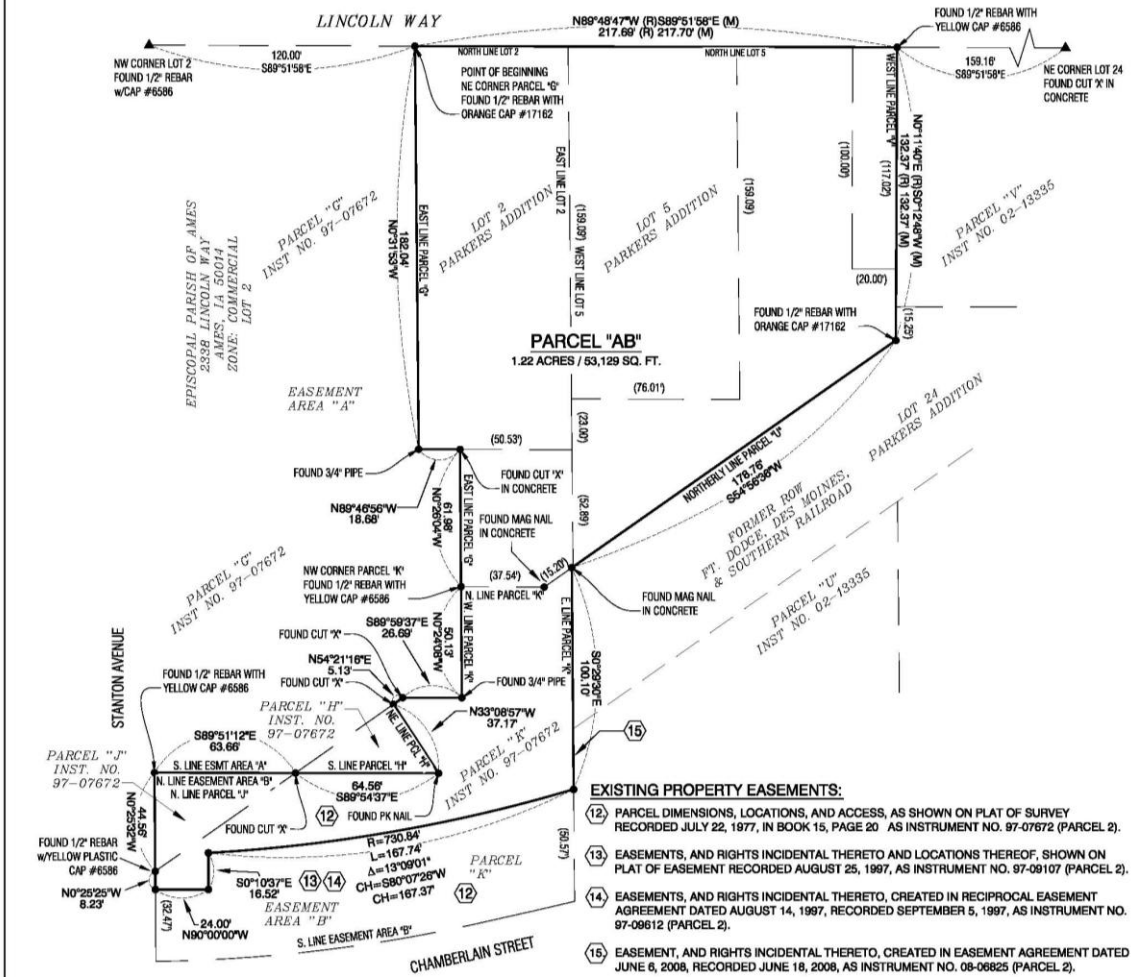 LINCOLN WAY
N89°48'47"W (R)S89°51'58"E (M)
217.69' (R) 217.70' (M)
FOUND 1/2" REBAR WITH
YELLOW CAP #6586
120.00'
S89°51'58"E
NORTH LINE LOT 2
NORTH LINE LOT 5
159.16'
S89°51'58"E
NW CORNER LOT 2
FOUND 1/2" REBAR
w/CAP #6586
POINT OF BEGINNING
NE CORNER PARCEL "G"
FOUND 1/2" REBAR WITH
ORANGE CAP #17162
NE CORNER LOT 24
FOUND CUT "X" IN
CONCRETE
WEST LINE PARCEL "V"
N0°11'40"E (R)S0°12'48"W (M)
132.37' (R) 132.37' (M)
(100.00')
(117.02')
EAST LINE LOT 2
(159.09')
(159.09')
WEST LINE LOT 5
PARCEL "G"
INST NO. 97-07672
EAST LINE PARCEL "G"
182.04'
N0°31'53"W
LOT 2
PARKERS ADDITION
LOT 5
PARKERS ADDITION
PARCEL "V"
INST NO. 02-13335
EPISCOPAL PARISH OF AMES
2338 LINCOLN WAY
AMES, IA 50014
ZONE: COMMERCIAL
LOT 2
(20.00')
(15.25')
FOUND 1/2" REBAR WITH
ORANGE CAP #17162
PARCEL "AB"
1.22 ACRES / 53,129 SQ. FT.
EASEMENT
AREA "A"
(76.01')
(23.00')
LOT 24
PARKERS ADDITION
(50.53')
FOUND 3/4" PIPE
FOUND CUT "X"
IN CONCRETE
N89°46'56"W
18.68'
NORTHERLY LINE PARCEL "U"
178.76'
S54°56'36"W
(52.89')
EAST LINE PARCEL "G"
61.98'
N0°26'04"W
FOUND MAG NAIL
IN CONCRETE
FORMER ROW
FT. DODGE, DES MOINES,
& SOUTHERN RAILROAD
PARCEL "G"
INST NO. 97-07672
NW CORNER PARCEL "K"
FOUND 1/2" REBAR WITH
YELLOW CAP #6586
(37.54')
(15.20')
N. LINE PARCEL "K"
FOUND MAG NAIL
IN CONCRETE
PARCEL "U"
INST NO. 02-13335
S89°59'37"E
26.69'
FOUND CUT "X"
W. LINE PARCEL "K"
50.13'
N0°24'08"W
E. LINE PARCEL "K"
S0°29'30"E
100.10'
N54°21'16"E
5.13'
FOUND CUT "X"
FOUND 3/4" PIPE
FOUND 1/2" REBAR WITH
YELLOW CAP #6586
STANTON AVENUE
PARCEL "H"
INST. NO.
97-07672
NE. LINE PCL "H"
N33°08'57"W
37.17'
PARCEL "K"
INST NO. 97-07672
15
S89°51'12"E
63.66'
PARCEL "J"
INST. NO.
97-07672
S. LINE ESMT AREA "A"
N. LINE EASEMENT AREA "B"
N. LINE PARCEL "J"
S. LINE PARCEL "H"
64.56'
S89°54'37"E
44.56'
N0°25'32"W
FOUND CUT "X"
12
FOUND PK NAIL
FOUND 1/2" REBAR
w/YELLOW PLASTIC
CAP #6586
R=730.84'
L=167.74'
Δ=13°09'01"
CH=S80°07'26"W
CH=167.37'
PARCEL
"K"
12
(50.57')
N0°25'25"W
8.23'
S0°10'37"E
16.52'
13
14
(32.47')
24.00'
N90°00'00"W
EASEMENT
AREA "B"
S. LINE EASEMENT AREA "B"
CHAMBERLAIN STREET
EXISTING PROPERTY EASEMENTS:
12 PARCEL DIMENSIONS, LOCATIONS, AND ACCESS, AS SHOWN ON PLAT OF SURVEY
RECORDED JULY 22, 1977, IN BOOK 15, PAGE 20 AS INSTRUMENT NO. 97-07672 (PARCEL 2).
13 EASEMENTS, AND RIGHTS INCIDENTAL THERETO AND LOCATIONS THEREOF, SHOWN ON
PLAT OF EASEMENT RECORDED AUGUST 25, 1997, AS INSTRUMENT NO. 97-09107 (PARCEL 2).
14 EASEMENTS, AND RIGHTS INCIDENTAL THERETO, CREATED IN RECIPROCAL EASEMENT
AGREEMENT DATED AUGUST 14, 1997, RECORDED SEPTEMBER 5, 1997, AS INSTRUMENT NO.
97-09612 (PARCEL 2).
15 EASEMENT, AND RIGHTS INCIDENTAL THERETO, CREATED IN EASEMENT AGREEMENT DATED
JUNE 6, 2008, RECORDED JUNE 18, 2008, AS INSTRUMENT NO. 08-06825 (PARCEL 2).